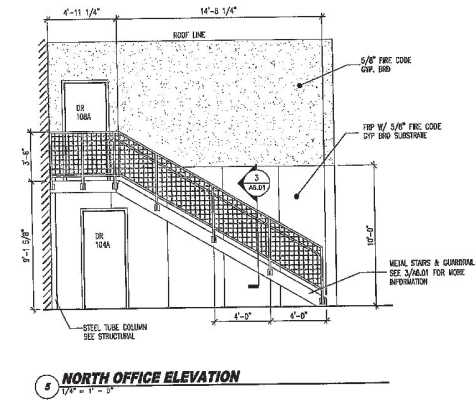 4'-11 1/4"
14'-8 1/4"
ROOF LINE
5/8" FIRE CODE
GYP. BRD
DR
108A
FRP W/ 5/8" FIRE CODE
GYP BRD SUBSTRATE
3'-6"
3
A8.01
9'-1 5/8"
DR
104A
10'-0"
METAL STAIRS & GUARDRAIL
SEE 3/A8.01 FOR MORE
INFORMATION
4'-0"
4'-0"
STEEL TUBE COLUMN
SEE STRUCTURAL
5
NORTH OFFICE ELEVATION
1/4" = 1' - 0"